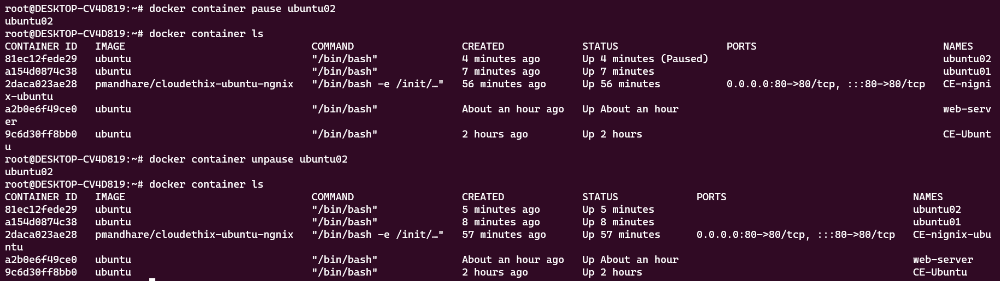 root@DESKTOP-CV4D819:~# docker container pause ubuntu02
ubuntu02
root@DESKTOP-CV4D819:~# docker container ls
CONTAINER ID   IMAGE                               COMMAND                  CREATED             STATUS                  PORTS                               NAMES
81ec12fede29   ubuntu                              "/bin/bash"              4 minutes ago       Up 4 minutes (Paused)                                       ubuntu02
a154d0874c38   ubuntu                              "/bin/bash"              7 minutes ago       Up 7 minutes                                                ubuntu01
2daca023ae28   pmandhare/cloudethix-ubuntu-ngnix   "/bin/bash -e /init/…"   56 minutes ago      Up 56 minutes           0.0.0.0:80->80/tcp, :::80->80/tcp   CE-nigni
x-ubuntu
a2b0e6f49ce0   ubuntu                              "/bin/bash"              About an hour ago   Up About an hour                                            web-serv
er
9c6d30ff8bb0   ubuntu                              "/bin/bash"              2 hours ago         Up 2 hours                                                  CE-Ubunt
u
root@DESKTOP-CV4D819:~# docker container unpause ubuntu02
ubuntu02
root@DESKTOP-CV4D819:~# docker container ls
CONTAINER ID   IMAGE                               COMMAND                  CREATED             STATUS             PORTS                               NAMES
81ec12fede29   ubuntu                              "/bin/bash"              5 minutes ago       Up 5 minutes                                           ubuntu02
a154d0874c38   ubuntu                              "/bin/bash"              8 minutes ago       Up 8 minutes                                           ubuntu01
2daca023ae28   pmandhare/cloudethix-ubuntu-ngnix   "/bin/bash -e /init/…"   57 minutes ago      Up 57 minutes      0.0.0.0:80->80/tcp, :::80->80/tcp   CE-nignix-ubu
ntu
a2b0e6f49ce0   ubuntu                              "/bin/bash"              About an hour ago   Up About an hour                                       web-server
9c6d30ff8bb0   ubuntu                              "/bin/bash"              2 hours ago         Up 2 hours                                             CE-Ubuntu